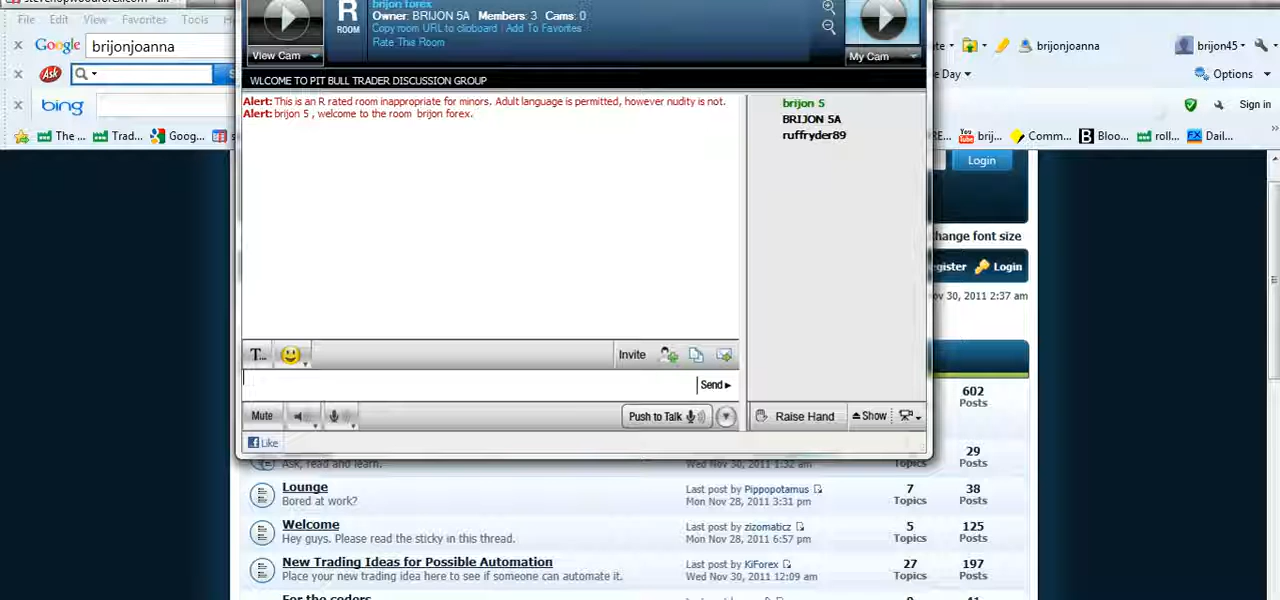 File Edit View Favorites Tools
Google brijonjoanna
brijonjoanna
brijon45
Ask
Day
Options
bing
Sign in
The ... Trad... Goog...
brij... Comm... Bloo... roll... Dail...
R
ROOM
brijon forex
Owner: BRIJON 5A Members: 3 Cams: 0
Copy room URL to clipboard | Add To Favorites
Rate This Room
View Cam
My Cam
WLCOME TO PIT BULL TRADER DISCUSSION GROUP
Alert: This is an R rated room inappropriate for minors. Adult language is permitted, however nudity is not.
Alert: brijon 5 , welcome to the room brijon forex.
brijon 5
BRIJON 5A
ruffryder89
T... Invite
Send
Mute Push to Talk Raise Hand Show
Like
Login
hange font size
egister Login
ov 30, 2011 2:37 am
602
Posts
Ask, read and learn.
Wed Nov 30, 2011 1:32 am
Topics
29
Posts
Lounge
Bored at work?
Last post by Pippopotamus
Mon Nov 28, 2011 3:31 pm
7
Topics
38
Posts
Welcome
Hey guys. Please read the sticky in this thread.
Last post by zizomaticz
Mon Nov 28, 2011 6:57 pm
5
Topics
125
Posts
New Trading Ideas for Possible Automation
Place your new trading idea here to see if someone can automate it.
Last post by KiForex
Wed Nov 30, 2011 12:09 am
27
Topics
197
Posts
For the coders